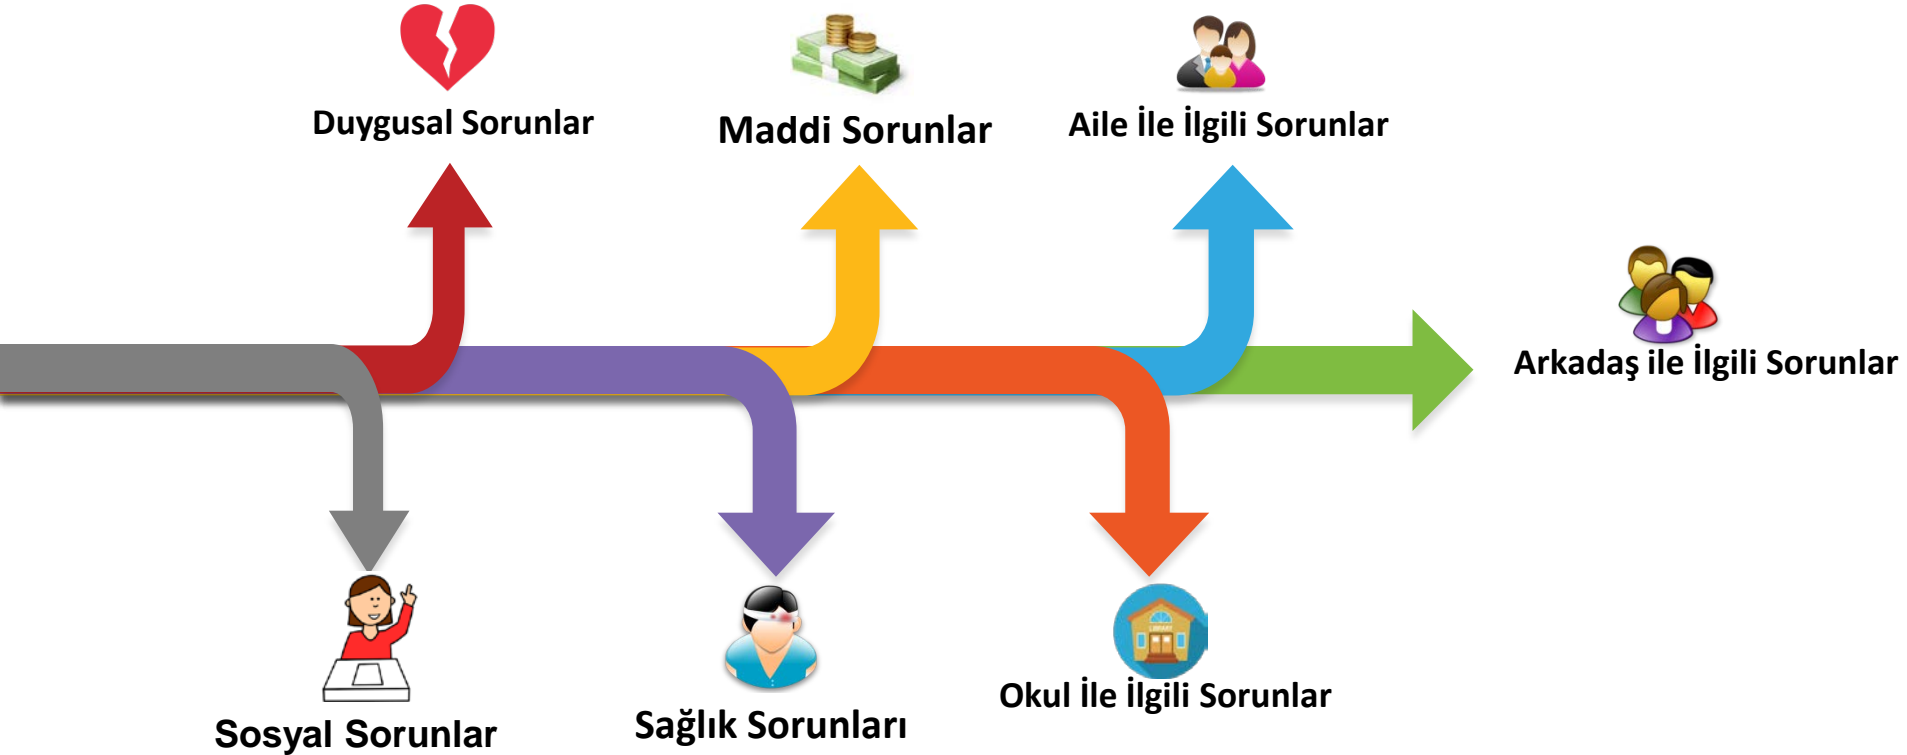 Duygusal Sorunlar
Maddi Sorunlar
Aile İle İlgili Sorunlar
Arkadaş ile İlgili Sorunlar
LIBRARY
Okul İle İlgili Sorunlar
Sağlık Sorunları
Sosyal Sorunlar